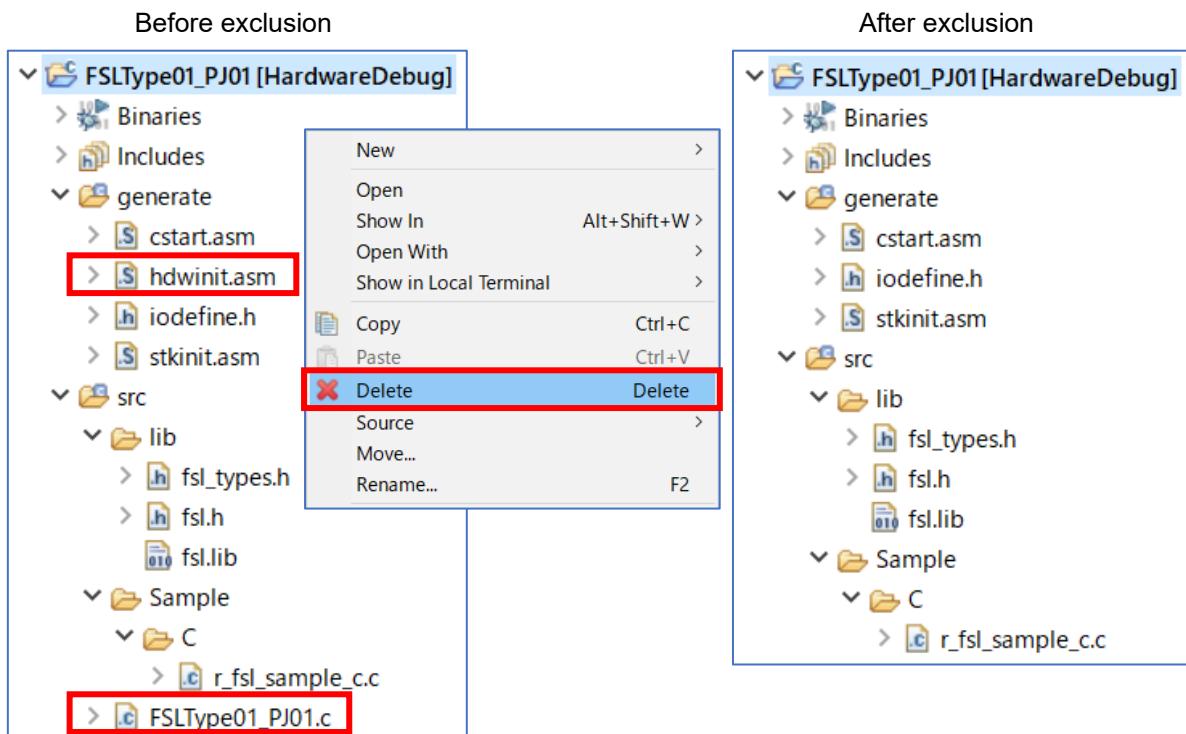 Before exclusion
FSLType01_PJ01 [HardwareDebug]
Binaries
Includes
generate
.S cstart.asm
.S hdwinit.asm
.h iodefine.h
.S stkinit.asm
src
lib
.h fsl_types.h
.h fsl.h
010 fsl.lib
Sample
C
.c r_fsl_sample_c.c
.c FSLType01_PJ01.c
New
Open
Show In Alt+Shift+W
Open With
Show in Local Terminal
Copy Ctrl+C
Paste Ctrl+V
Delete Delete
Source
Move...
Rename... F2
After exclusion
FSLType01_PJ01 [HardwareDebug]
Binaries
Includes
generate
.S cstart.asm
.h iodefine.h
.S stkinit.asm
src
lib
.h fsl_types.h
.h fsl.h
010 fsl.lib
Sample
C
.c r_fsl_sample_c.c